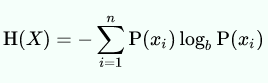 H(X) = − ∑_{i=1}^{n} P(x_i) log_b P(x_i)